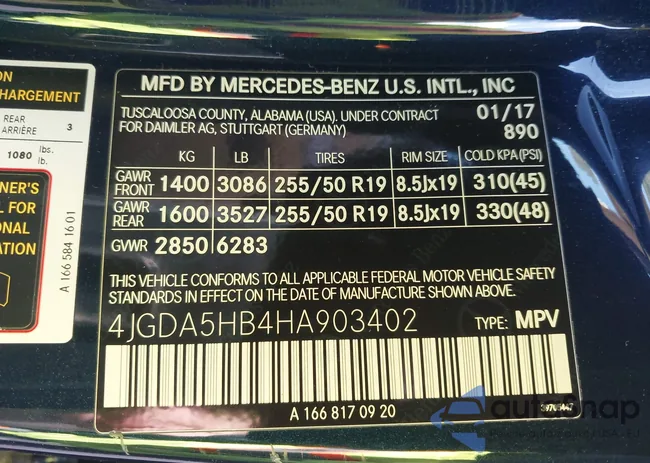 ON
HARGEMENT
REAR
ARRIÈRE 3
1080 lbs.
lb.
NER'S
L FOR
ONAL
ATION
A 166 584 16 01
MFD BY MERCEDES-BENZ U.S. INTL., INC
TUSCALOOSA COUNTY, ALABAMA (USA). UNDER CONTRACT 01/17
FOR DAIMLER AG, STUTTGART (GERMANY) 890
KG LB TIRES RIM SIZE COLD KPA(PSI)
GAWR FRONT 1400 3086 255/50 R19 8.5Jx19 310(45)
GAWR REAR 1600 3527 255/50 R19 8.5Jx19 330(48)
GVWR 2850 6283
THIS VEHICLE CONFORMS TO ALL APPLICABLE FEDERAL MOTOR VEHICLE SAFETY
STANDARDS IN EFFECT ON THE DATE OF MANUFACTURE SHOWN ABOVE.
4JGDA5HB4HA903402 TYPE: MPV
A 166 817 09 20
autosnap